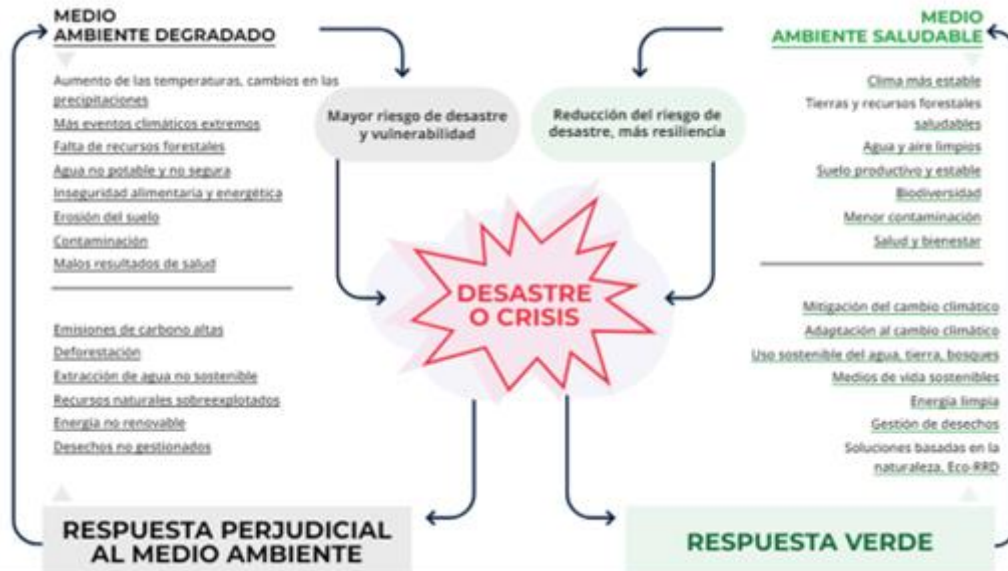 MEDIO
AMBIENTE DEGRADADO
Aumento de las temperaturas, cambios en las
precipitaciones
Más eventos climáticos extremos
Falta de recursos forestales
Agua no potable y no segura
Inseguridad alimentaria y energética
Erosión del suelo
Contaminación
Malos resultados de salud
Emisiones de carbono altas
Deforestación
Extracción de agua no sostenible
Recursos naturales sobreexplotados
Energía no renovable
Desechos no gestionados
RESPUESTA PERJUDICIAL
AL MEDIO AMBIENTE
Mayor riesgo de desastre
y vulnerabilidad
Reducción del riesgo de
desastre, más resiliencia
DESASTRE
O CRISIS
MEDIO
AMBIENTE SALUDABLE
Clima más estable
Tierras y recursos forestales
saludables
Agua y aire limpios
Suelo productivo y estable
Biodiversidad
Menor contaminación
Salud y bienestar
Mitigación del cambio climático
Adaptación al cambio climático
Uso sostenible del agua, tierra, bosques
Medios de vida sostenibles
Energía limpia
Gestión de desechos
Soluciones basadas en la
naturaleza, Eco-RRD
RESPUESTA VERDE